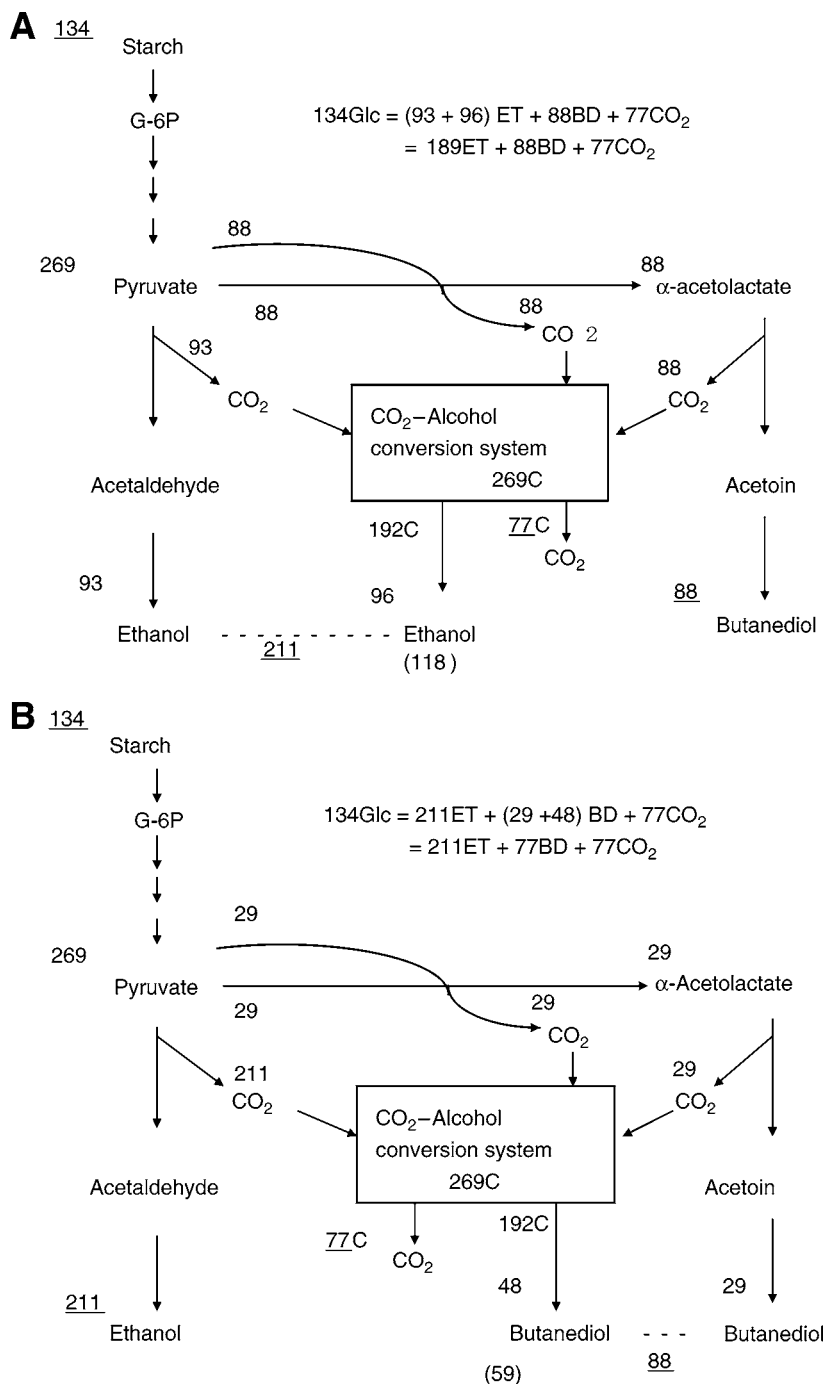 A
134
Starch
G-6P
134Glc = (93 + 96) ET + 88BD + 77CO₂
= 189ET + 88BD + 77CO₂
88
269
88
Pyruvate
α-acetolactate
88
88
CO 2
93
CO₂
88
CO₂
CO₂–Alcohol
conversion system
269C
Acetaldehyde
Acetoin
192C
77C
CO₂
93
96
88
Ethanol
- - - - - - - - - -
Ethanol
Butanediol
211
(118 )
B
134
Starch
G-6P
134Glc = 211ET + (29 +48) BD + 77CO₂
= 211ET + 77BD + 77CO₂
29
269
29
Pyruvate
α-Acetolactate
29
29
CO₂
211
CO₂
29
CO₂
CO₂–Alcohol
conversion system
269C
Acetaldehyde
Acetoin
77C
192C
CO₂
211
48
29
Ethanol
Butanediol
- - -
Butanediol
(59)
88